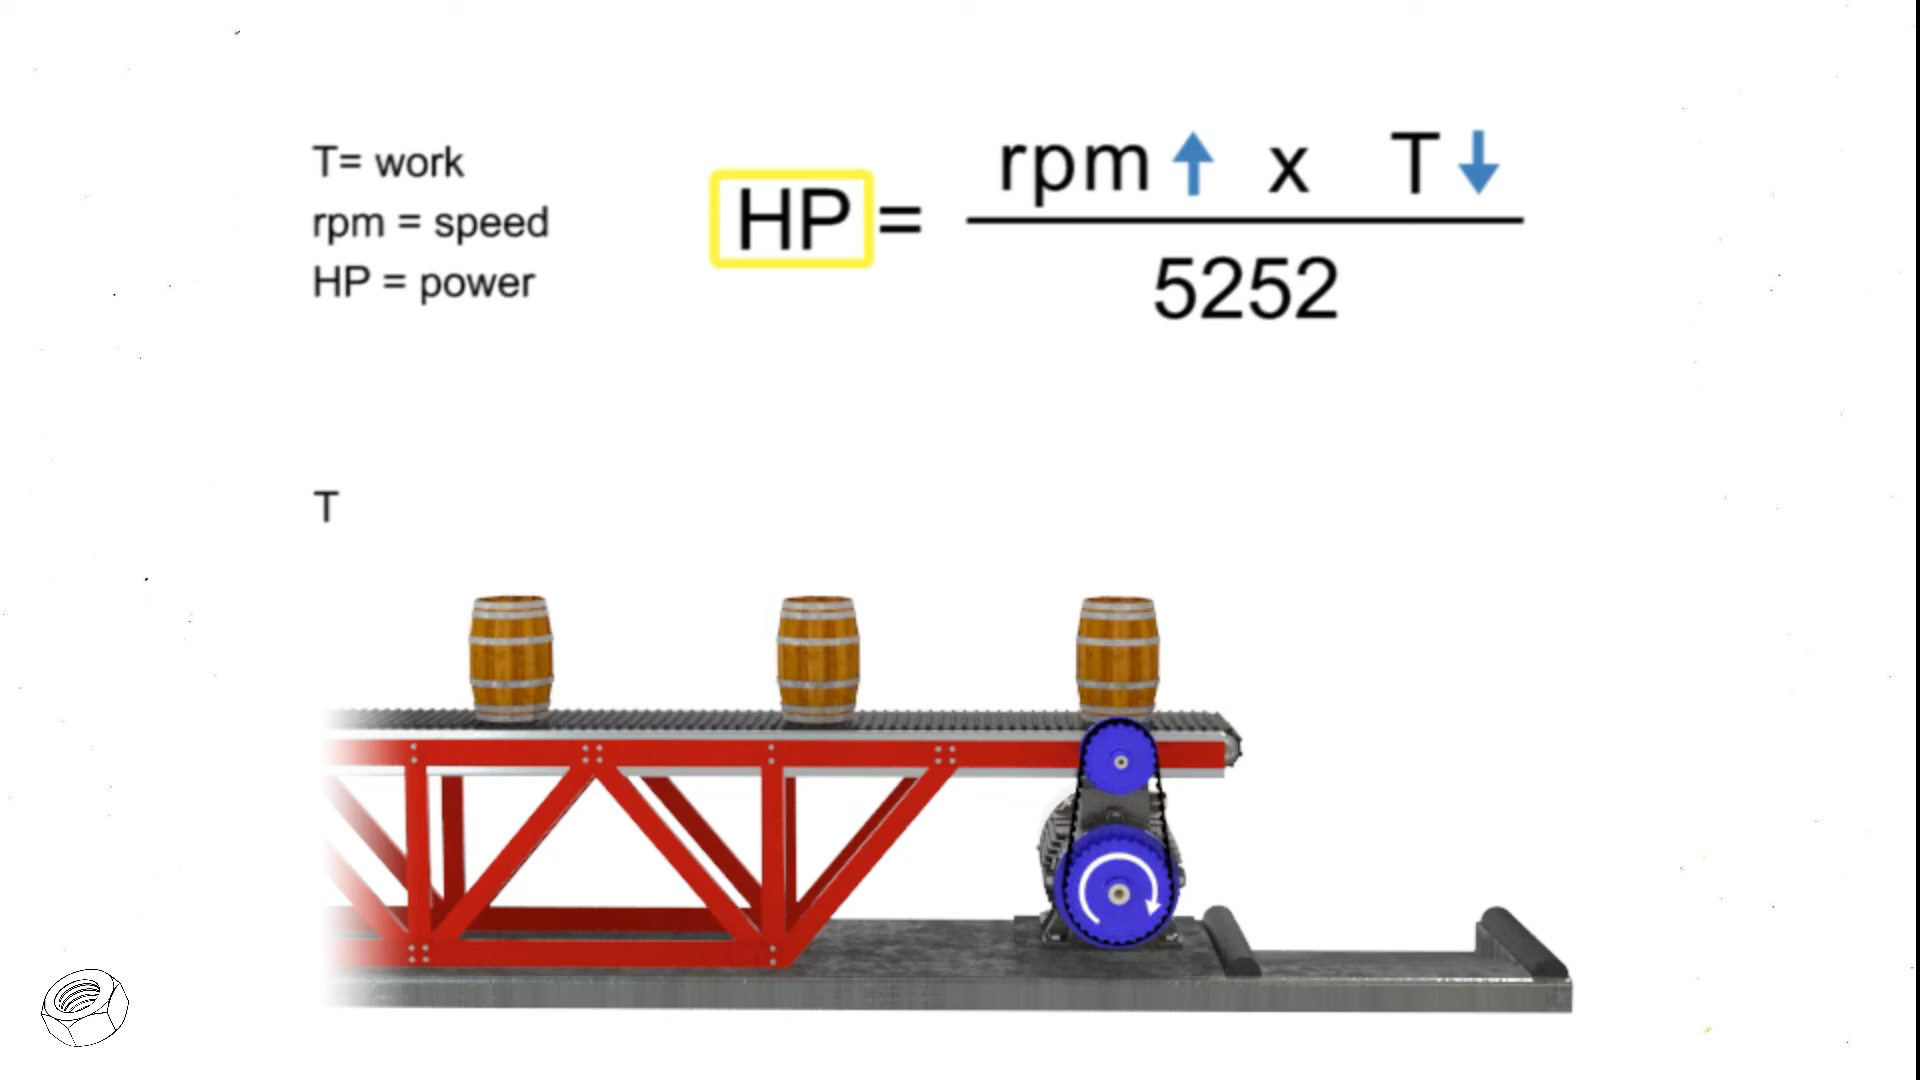 T= work
rpm = speed
HP = power
HP = rpm ↑ x T ↓
5252
T